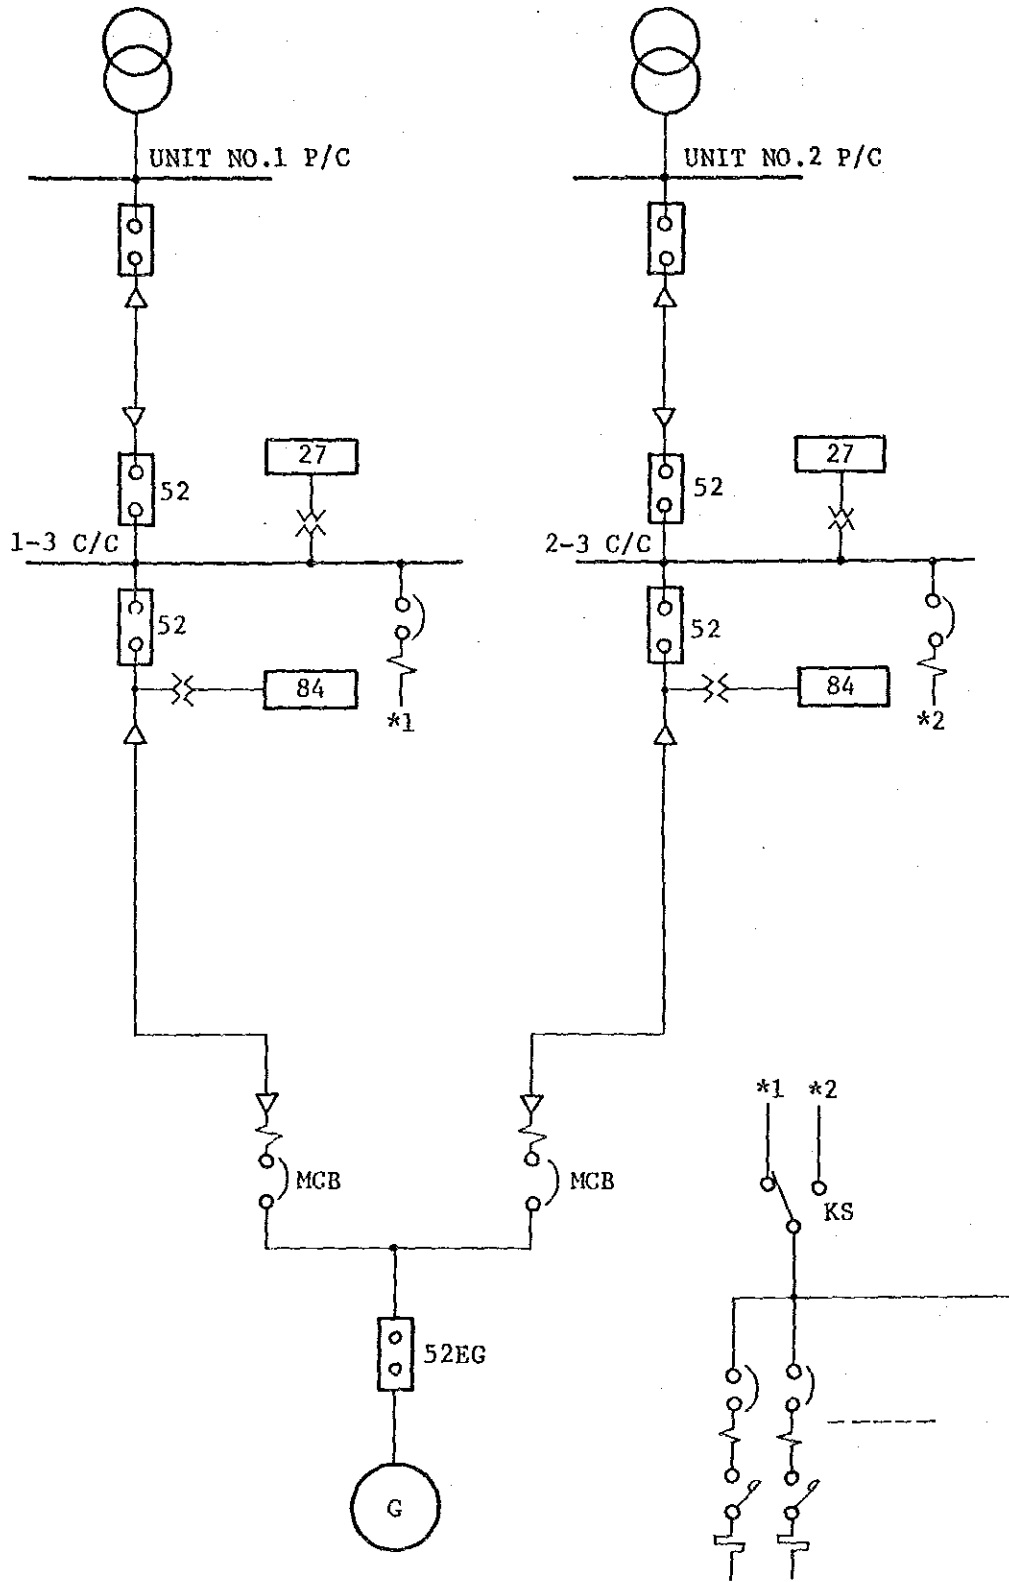 UNIT NO.1 P/C
UNIT NO.2 P/C
27
27
52
52
1-3 C/C
2-3 C/C
52
52
84
84
*1
*2
*1 *2
MCB
MCB
KS
52EG
G